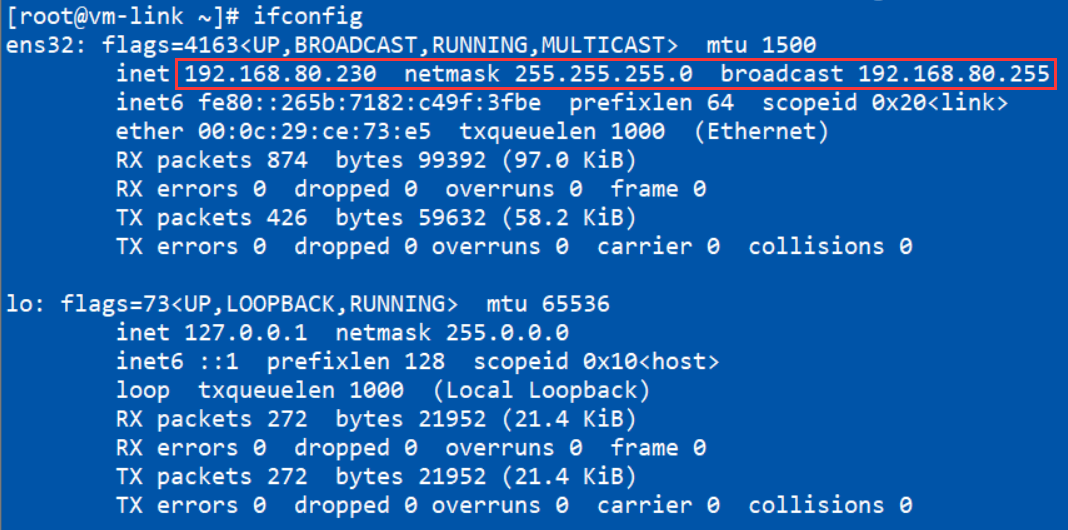 [root@vm-link ~]# ifconfig
ens32: flags=4163<UP,BROADCAST,RUNNING,MULTICAST>  mtu 1500
        inet 192.168.80.230  netmask 255.255.255.0  broadcast 192.168.80.255
        inet6 fe80::265b:7182:c49f:3fbe  prefixlen 64  scopeid 0x20<link>
        ether 00:0c:29:ce:73:e5  txqueuelen 1000  (Ethernet)
        RX packets 874  bytes 99392 (97.0 KiB)
        RX errors 0  dropped 0  overruns 0  frame 0
        TX packets 426  bytes 59632 (58.2 KiB)
        TX errors 0  dropped 0 overruns 0  carrier 0  collisions 0

lo: flags=73<UP,LOOPBACK,RUNNING>  mtu 65536
        inet 127.0.0.1  netmask 255.0.0.0
        inet6 ::1  prefixlen 128  scopeid 0x10<host>
        loop  txqueuelen 1000  (Local Loopback)
        RX packets 272  bytes 21952 (21.4 KiB)
        RX errors 0  dropped 0  overruns 0  frame 0
        TX packets 272  bytes 21952 (21.4 KiB)
        TX errors 0  dropped 0 overruns 0  carrier 0  collisions 0